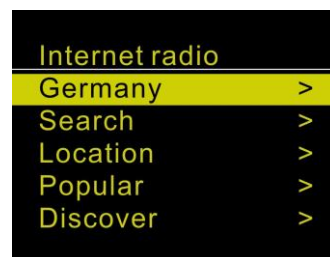 Internet radio
Germany >
Search >
Location >
Popular >
Discover >